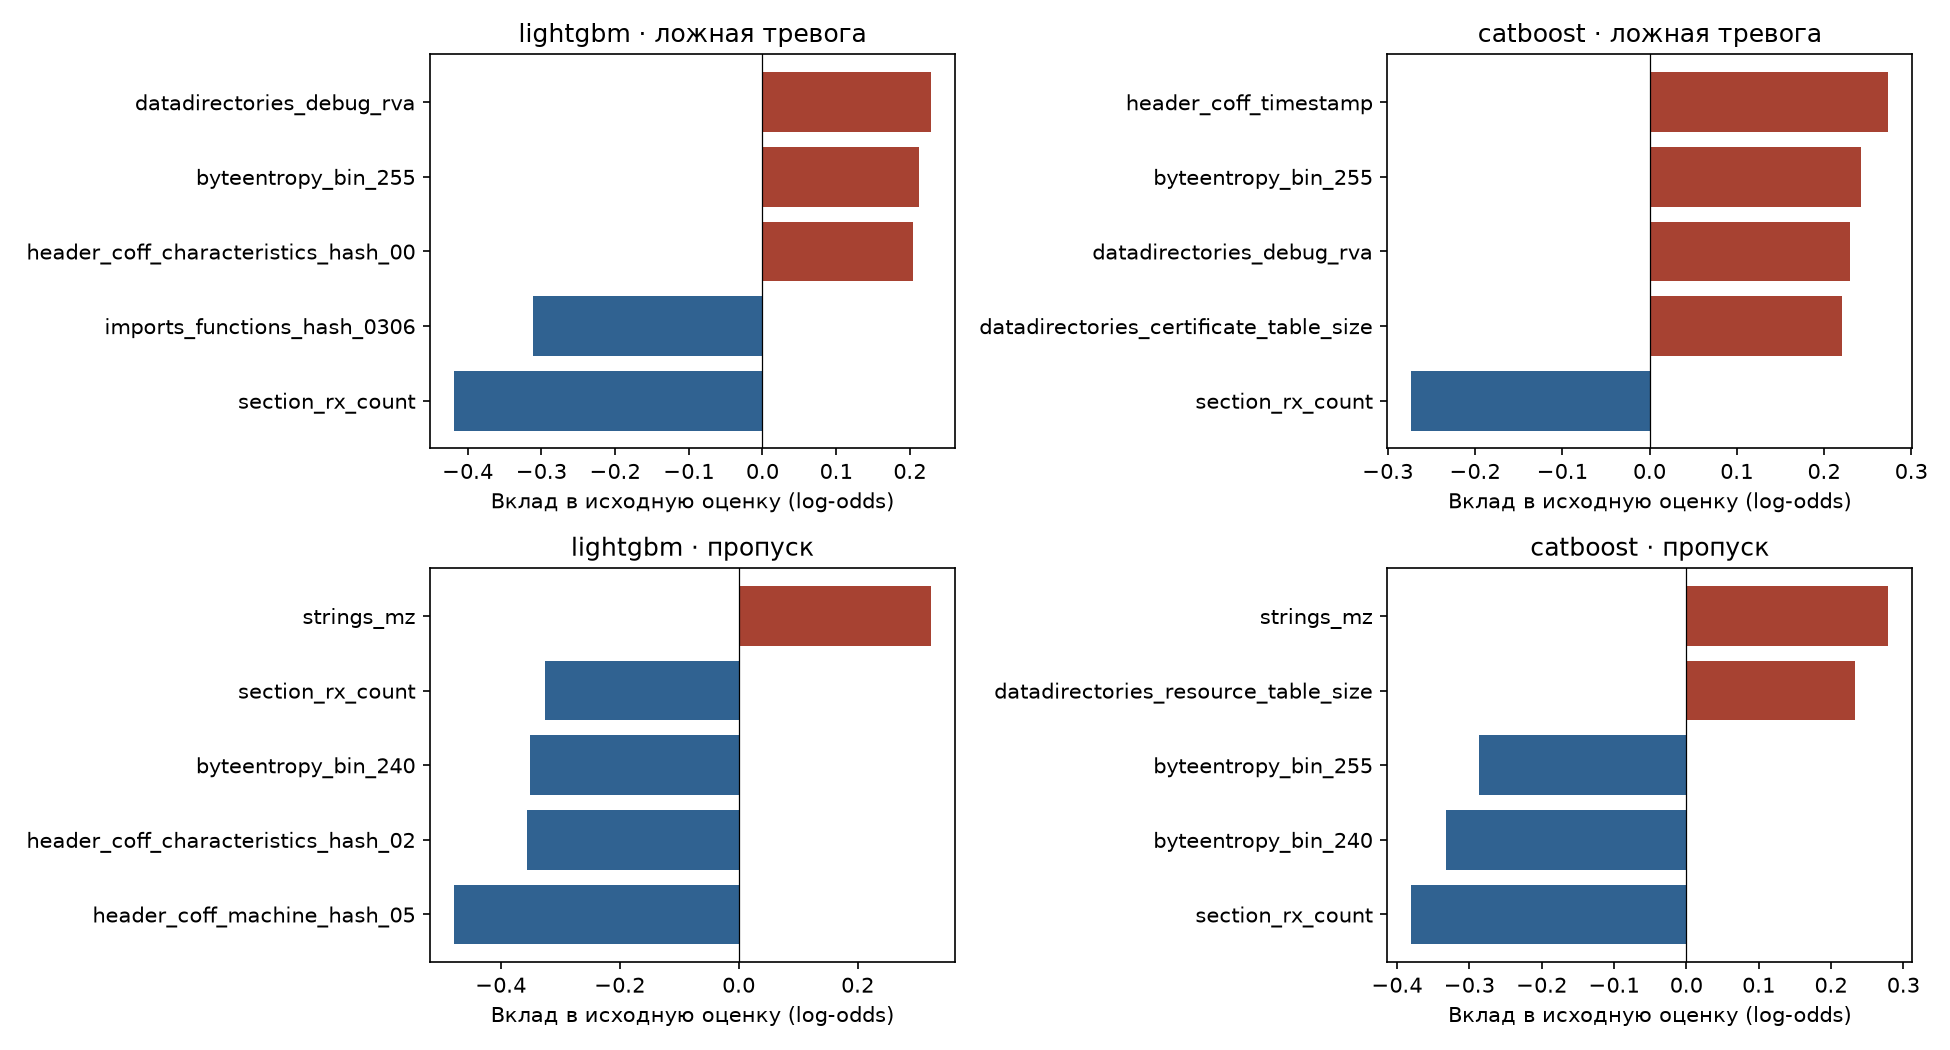 lightgbm · ложная тревога
datadirectories_debug_rva
byteentropy_bin_255
header_coff_characteristics_hash_00
imports_functions_hash_0306
section_rx_count
−0.4 −0.3 −0.2 −0.1 0.0 0.1 0.2
Вклад в исходную оценку (log-odds)
catboost · ложная тревога
header_coff_timestamp
byteentropy_bin_255
datadirectories_debug_rva
datadirectories_certificate_table_size
section_rx_count
−0.3 −0.2 −0.1 0.0 0.1 0.2 0.3
Вклад в исходную оценку (log-odds)
lightgbm · пропуск
strings_mz
section_rx_count
byteentropy_bin_240
header_coff_characteristics_hash_02
header_coff_machine_hash_05
−0.4 −0.2 0.0 0.2
Вклад в исходную оценку (log-odds)
catboost · пропуск
strings_mz
datadirectories_resource_table_size
byteentropy_bin_255
byteentropy_bin_240
section_rx_count
−0.4 −0.3 −0.2 −0.1 0.0 0.1 0.2 0.3
Вклад в исходную оценку (log-odds)